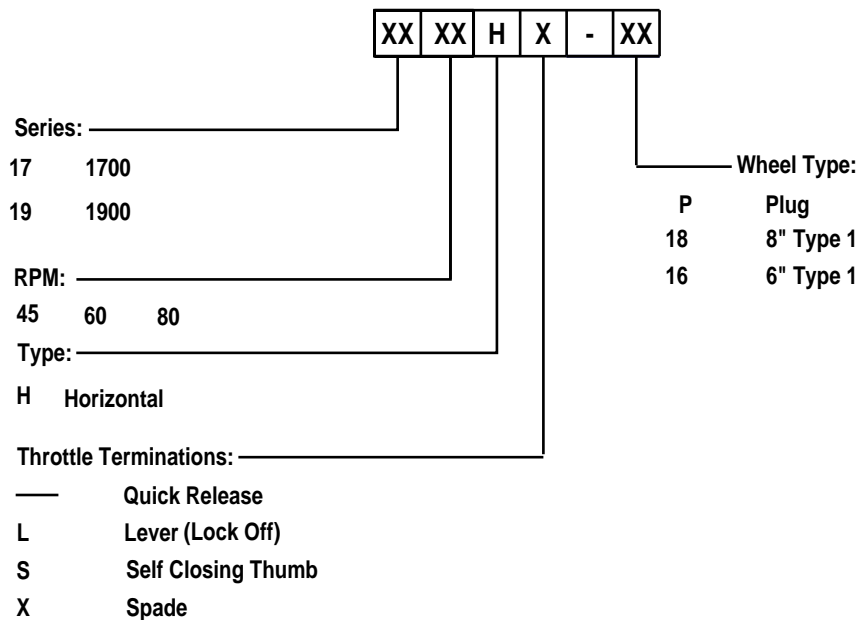 XX XX H X - XX
Series:
17 1700
19 1900
Wheel Type:
P Plug
18 8" Type 1
16 6" Type 1
RPM:
45 60 80
Type:
H Horizontal
Throttle Terminations:
— Quick Release
L Lever (Lock Off)
S Self Closing Thumb
X Spade